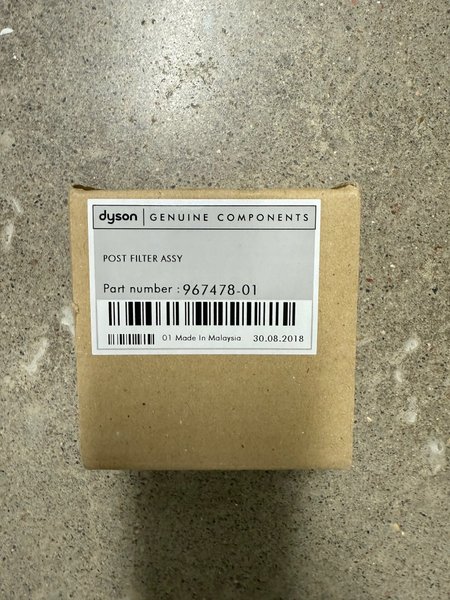 dyson | GENUINE COMPONENTS
POST FILTER ASSY
Part number : 967478-01
01 Made In Malaysia 30.08.2018